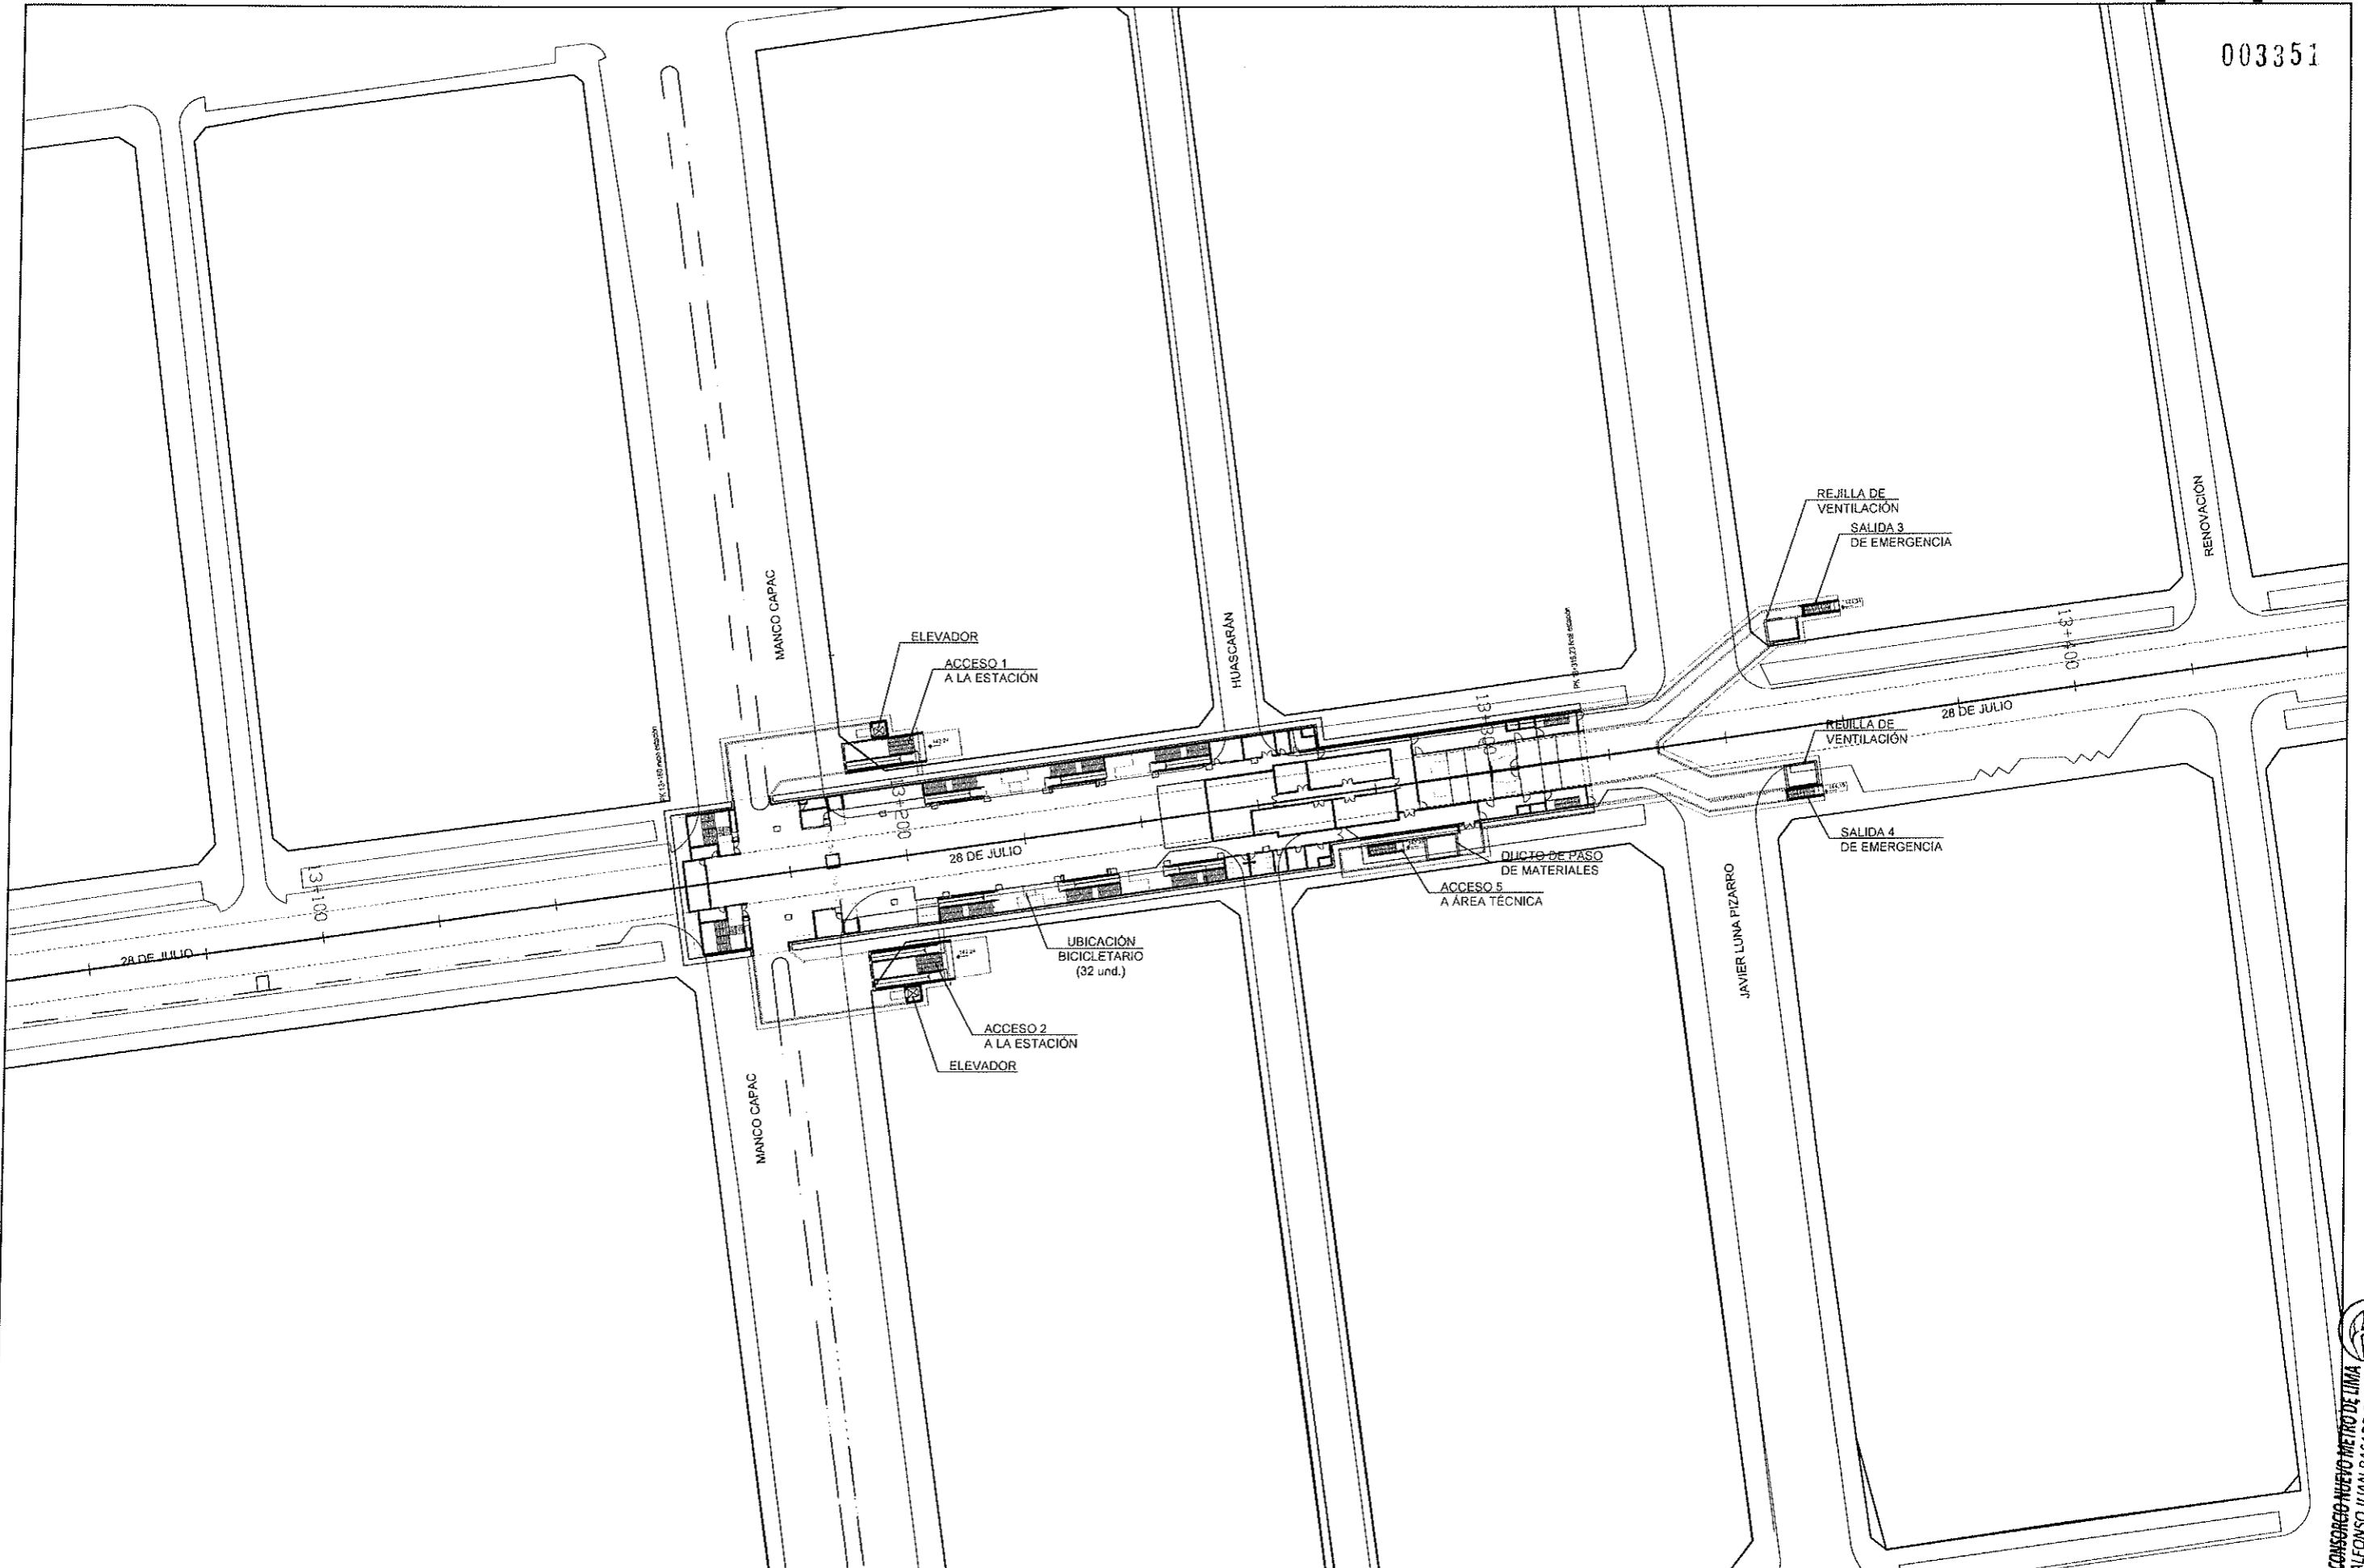 003351
REJILLA DE
VENTILACIÓN
SALIDA 3
DE EMERGENCIA
RENOVACIÓN
MANCO CAPAC
ELEVADOR
ACCESO 1
A LA ESTACIÓN
HUASCARÁN
13+400
28 DE JULIO
13+300
REJILLA DE
VENTILACIÓN
13+200
28 DE JULIO
SALIDA 4
DE EMERGENCIA
DUCTO DE PASO
DE MATERIALES
ACCESO 5
A ÁREA TÉCNICA
13+100
28 DE JULIO
JAVIER LUNA PIZARRO
UBICACIÓN
BICICLETARIO
(32 und.)
ACCESO 2
A LA ESTACIÓN
ELEVADOR
MANCO CAPAC
CONSORCIO NUEVO METRO DE LIMA